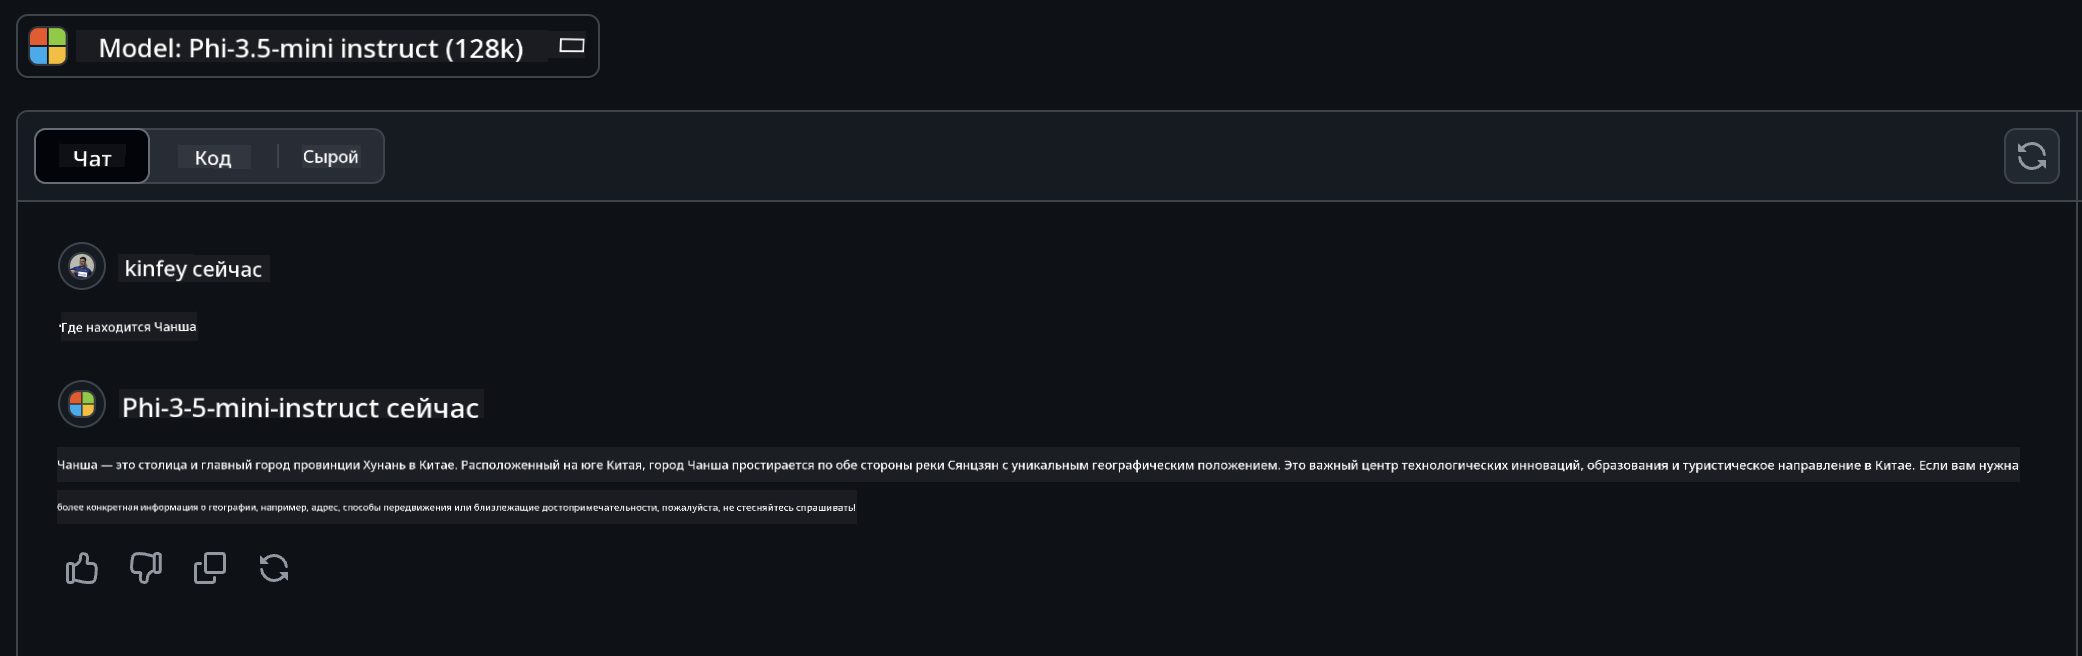 Model: Phi-3.5-mini instruct (128k)
Чат Код Сырой
kinfey сейчас
Где находится Чанша
Phi-3-5-mini-instruct сейчас
Чанша — это столица и главный город провинции Хунань в Китае. Расположенный на юге Китая, город Чанша простирается по обе стороны реки Сянцзян с уникальным географическим положением. Это важный центр технологических инноваций, образования и туристическое направление в Китае. Если вам нужна
более конкретная информация о географии, например, адрес, способы передвижения или близлежащие достопримечательности, пожалуйста, не стесняйтесь спрашивать!